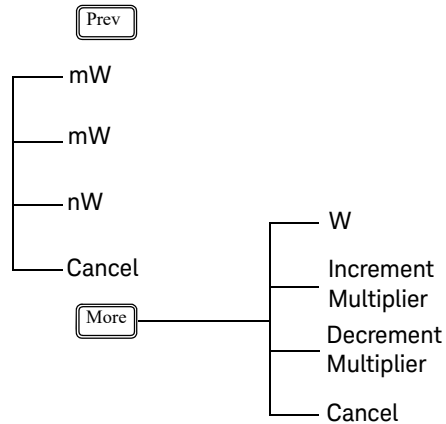 Prev
mW
mW
nW
Cancel
More
W
Increment
Multiplier
Decrement
Multiplier
Cancel